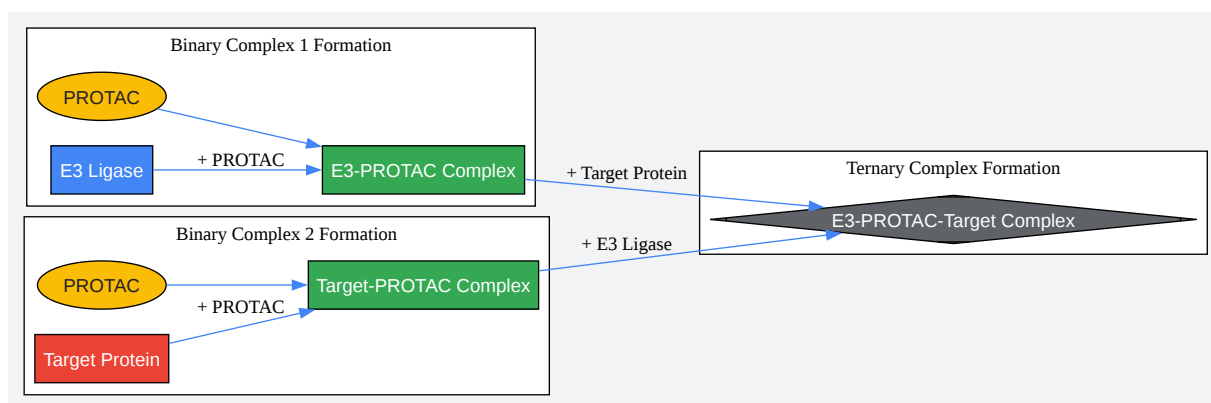 Binary Complex 1 Formation
PROTAC
E3 Ligase
+ PROTAC
E3-PROTAC Complex
+ Target Protein
Ternary Complex Formation
E3-PROTAC-Target Complex
Binary Complex 2 Formation
+ E3 Ligase
PROTAC
Target-PROTAC Complex
+ PROTAC
Target Protein